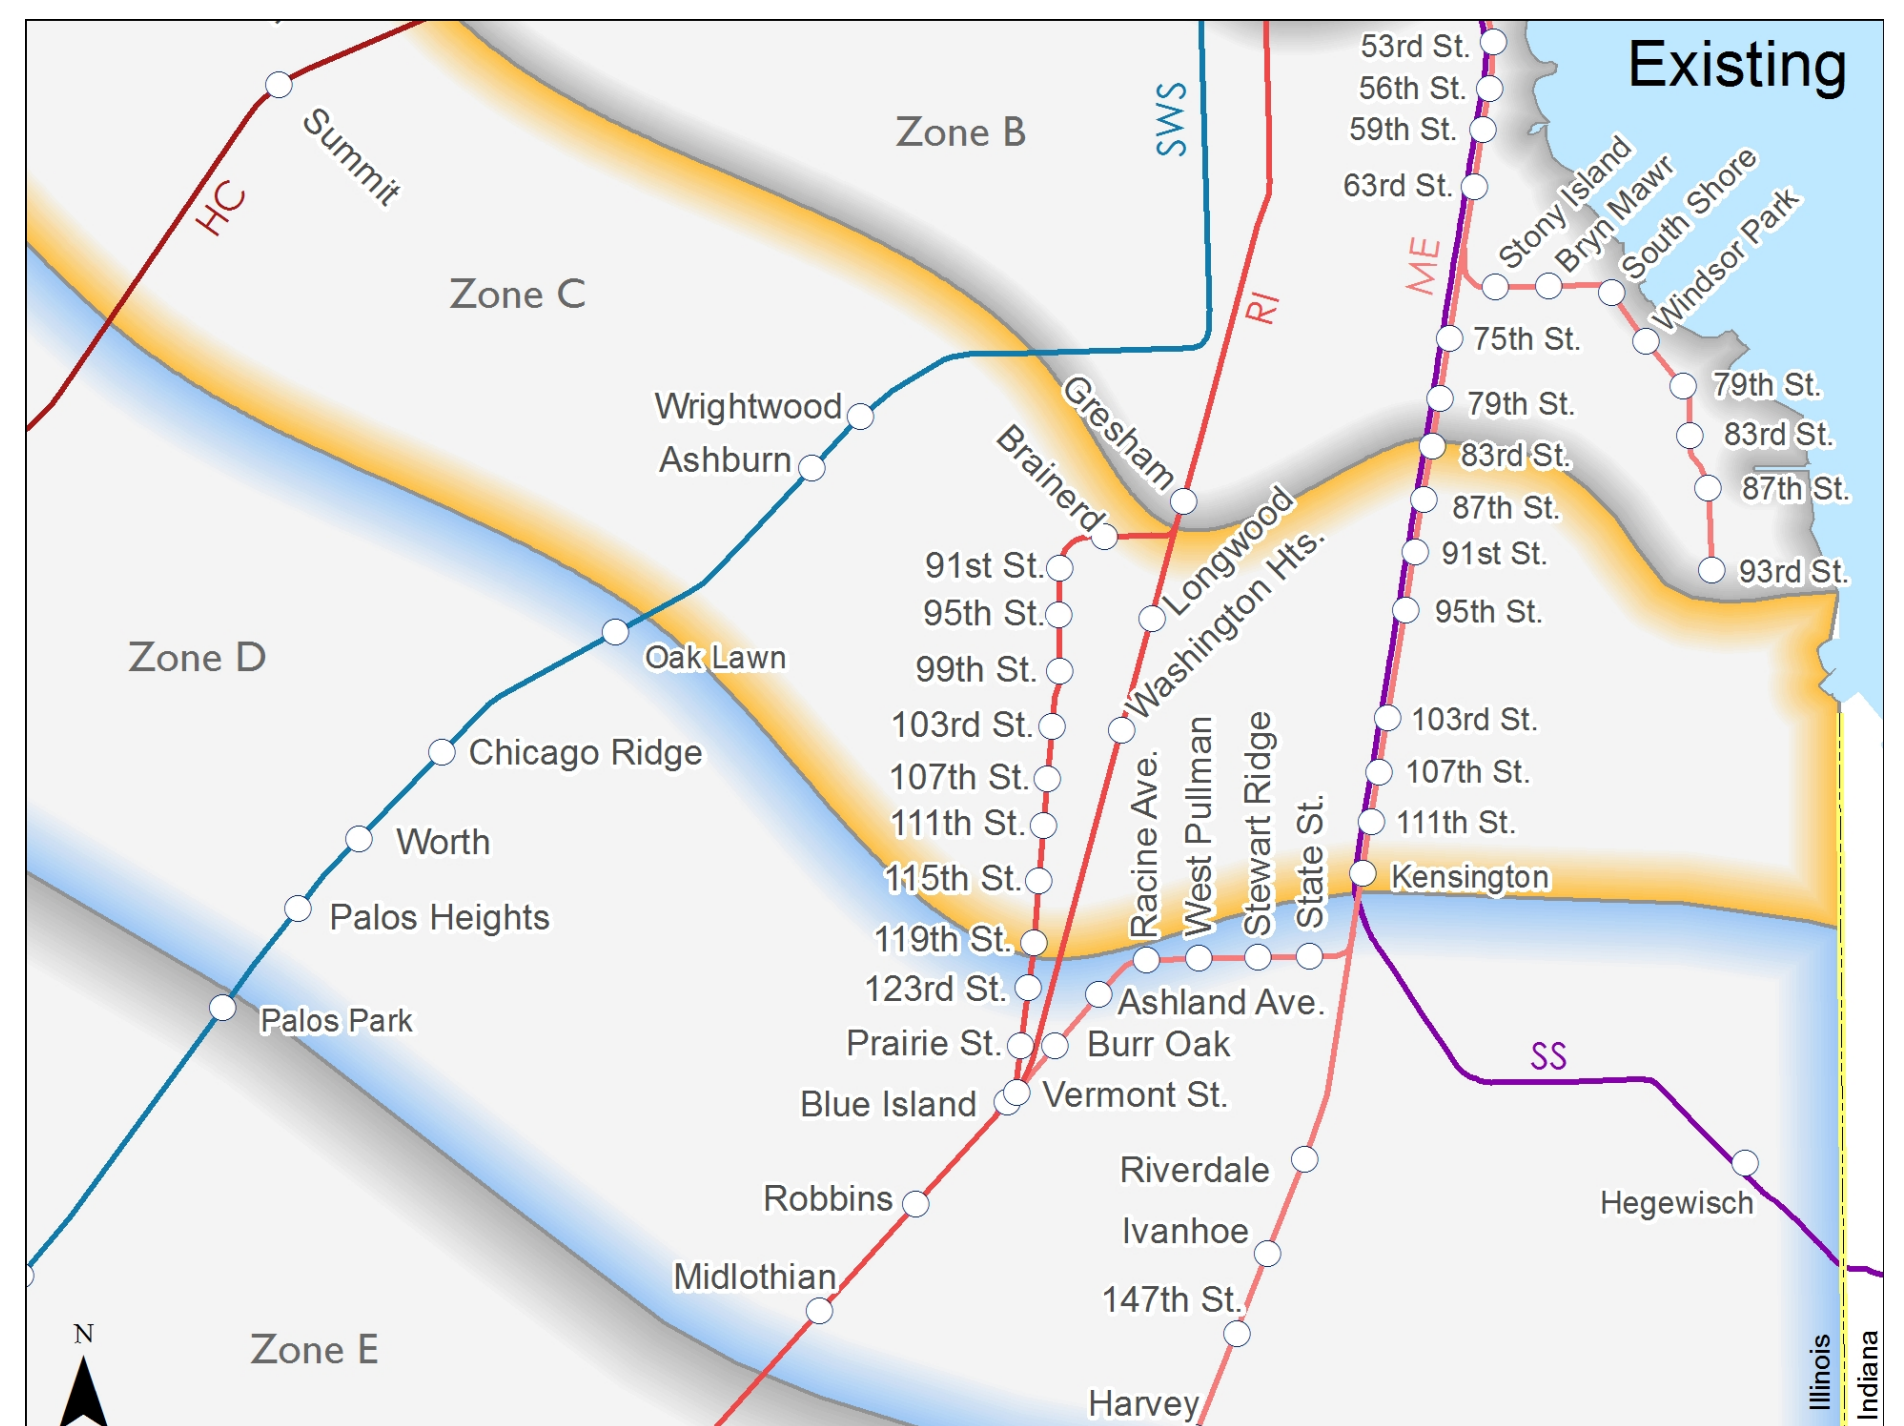 Existing
53rd St.
56th St.
59th St.
63rd St.
SWS
Zone B
Summit
HC
Zone C
ME
RI
Stony Island
Bryn Mawr
South Shore
Windsor Park
75th St.
79th St.
79th St.
83rd St.
83rd St.
87th St.
87th St.
91st St.
93rd St.
95th St.
103rd St.
107th St.
111th St.
Kensington
Wrightwood
Ashburn
Gresham
Brainerd
Longwood
Washington Hts.
91st St.
95th St.
99th St.
103rd St.
107th St.
111th St.
115th St.
119th St.
123rd St.
Prairie St.
Blue Island
Vermont St.
Racine Ave.
West Pullman
Stewart Ridge
State St.
Ashland Ave.
Burr Oak
Zone D
Oak Lawn
Chicago Ridge
Worth
Palos Heights
Palos Park
SS
Hegewisch
Robbins
Midlothian
Riverdale
Ivanhoe
147th St.
Harvey
N
Zone E
Illinois
Indiana